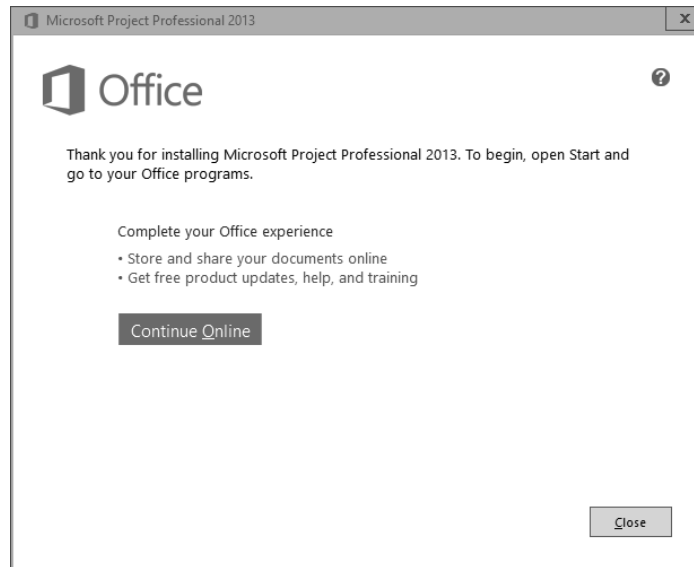 Microsoft Project Professional 2013
x
Office
?
Thank you for installing Microsoft Project Professional 2013. To begin, open Start and
go to your Office programs.
Complete your Office experience
• Store and share your documents online
• Get free product updates, help, and training
Continue Online
Close